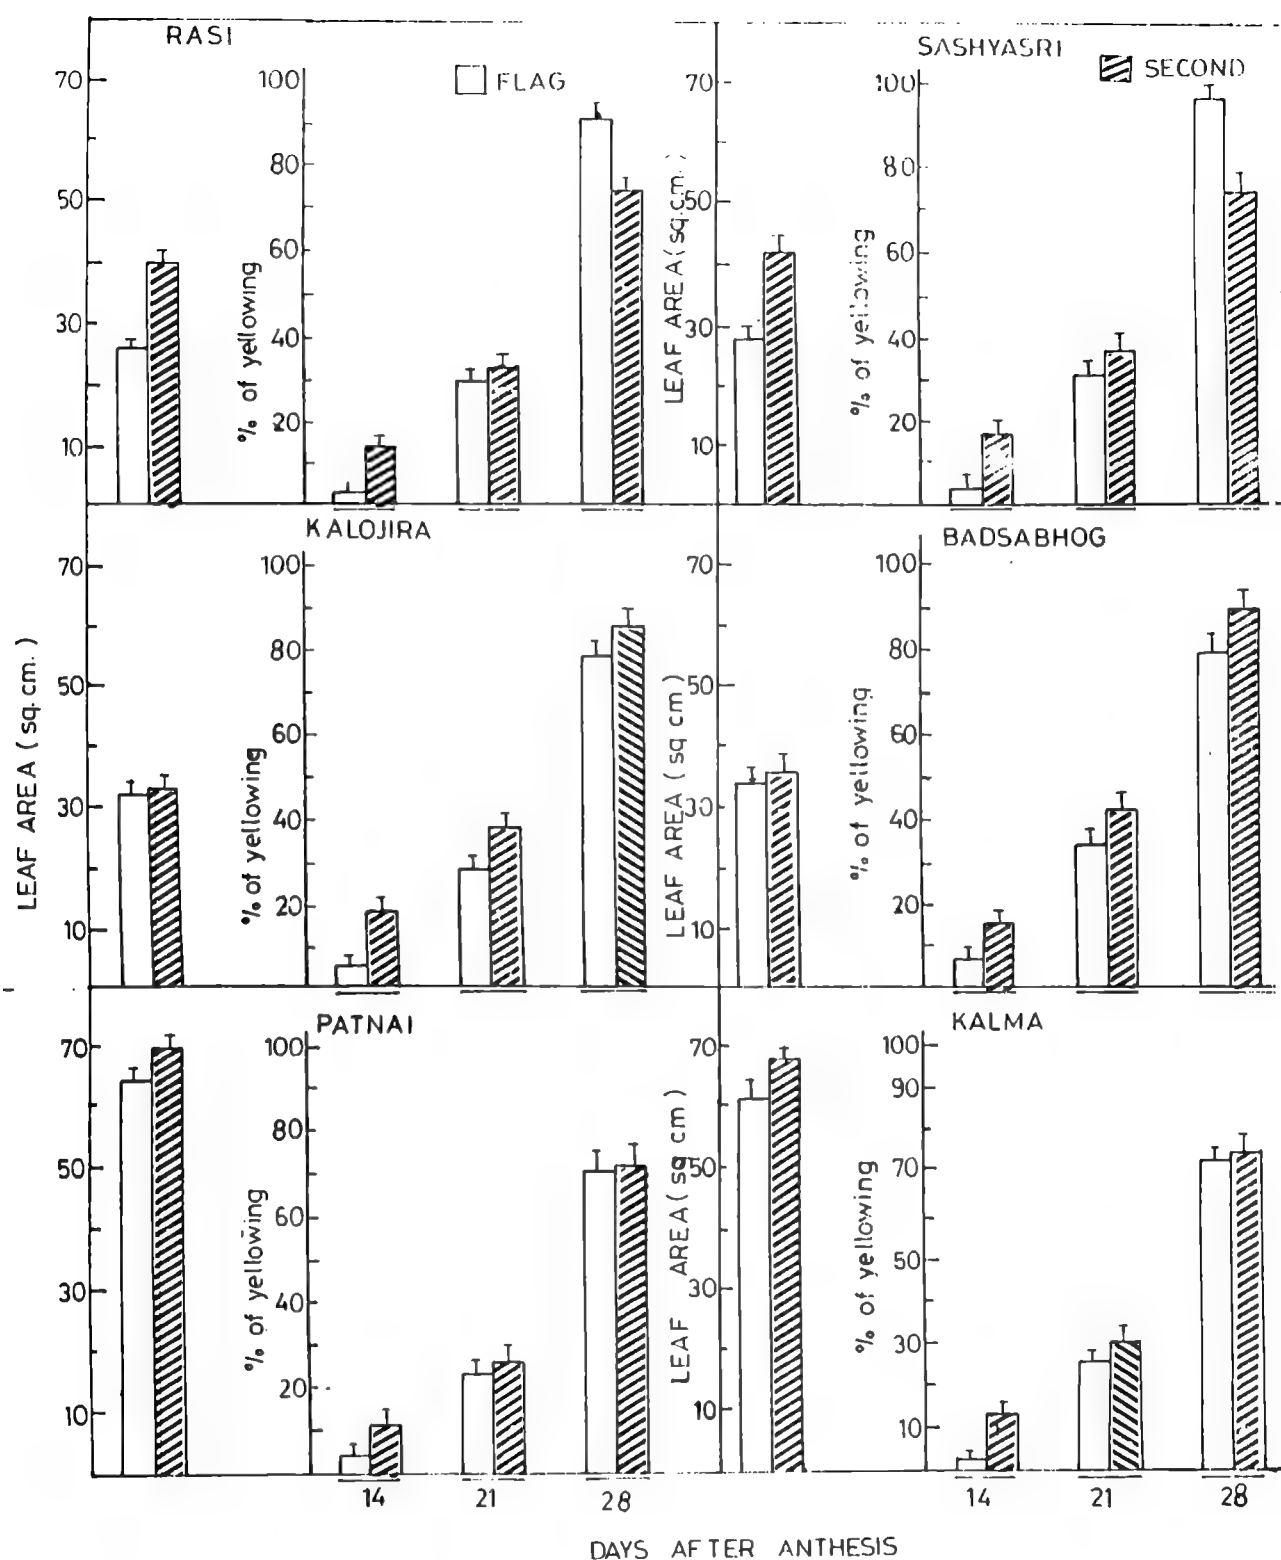 RASI
FLAG
70
50
30
10
% of yellowing
100
80
60
40
20
SASHYASRI
SECOND
LEAF AREA (sq.cm.)
70
50
30
10
% of yellowing
100
80
60
40
20
KALOJIRA
LEAF AREA (sq.cm.)
70
50
30
10
% of yellowing
100
80
60
40
20
BADSABHOG
LEAF AREA (sq cm)
70
50
30
10
% of yellowing
100
80
60
40
20
PATNAI
70
50
30
10
% of yellowing
100
80
60
40
20
14 21 28
KALMA
LEAF AREA (sq cm)
70
50
30
10
% of yellowing
100
90
70
50
30
10
14 21 28
DAYS AFTER ANTHESIS